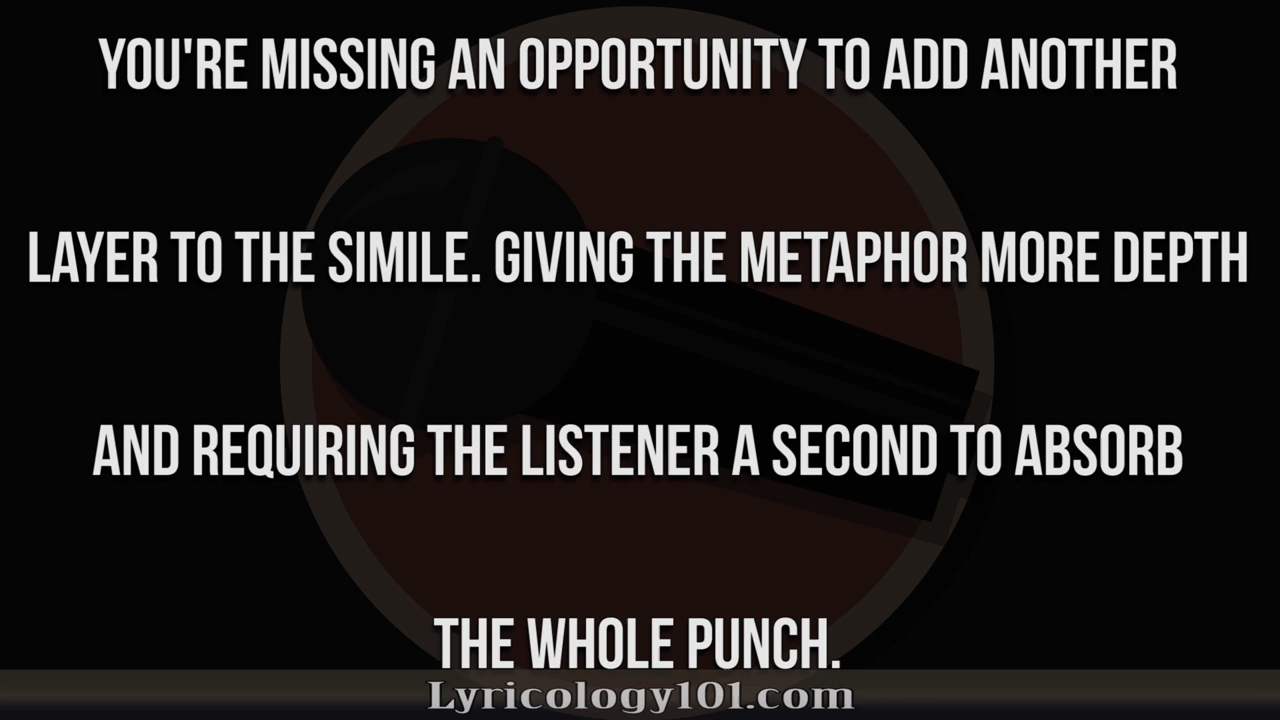 YOU'RE MISSING AN OPPORTUNITY TO ADD ANOTHER
LAYER TO THE SIMILE. GIVING THE METAPHOR MORE DEPTH
AND REQUIRING THE LISTENER A SECOND TO ABSORB
THE WHOLE PUNCH.
Lyricology101.com